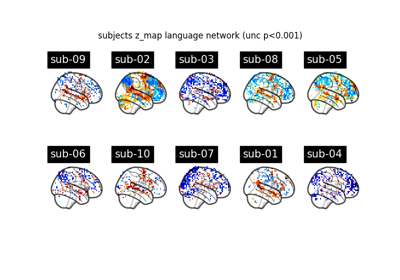 subjects z_map language network (unc p<0.001)
sub-09 sub-02 sub-03 sub-08 sub-05
sub-06 sub-10 sub-07 sub-01 sub-04